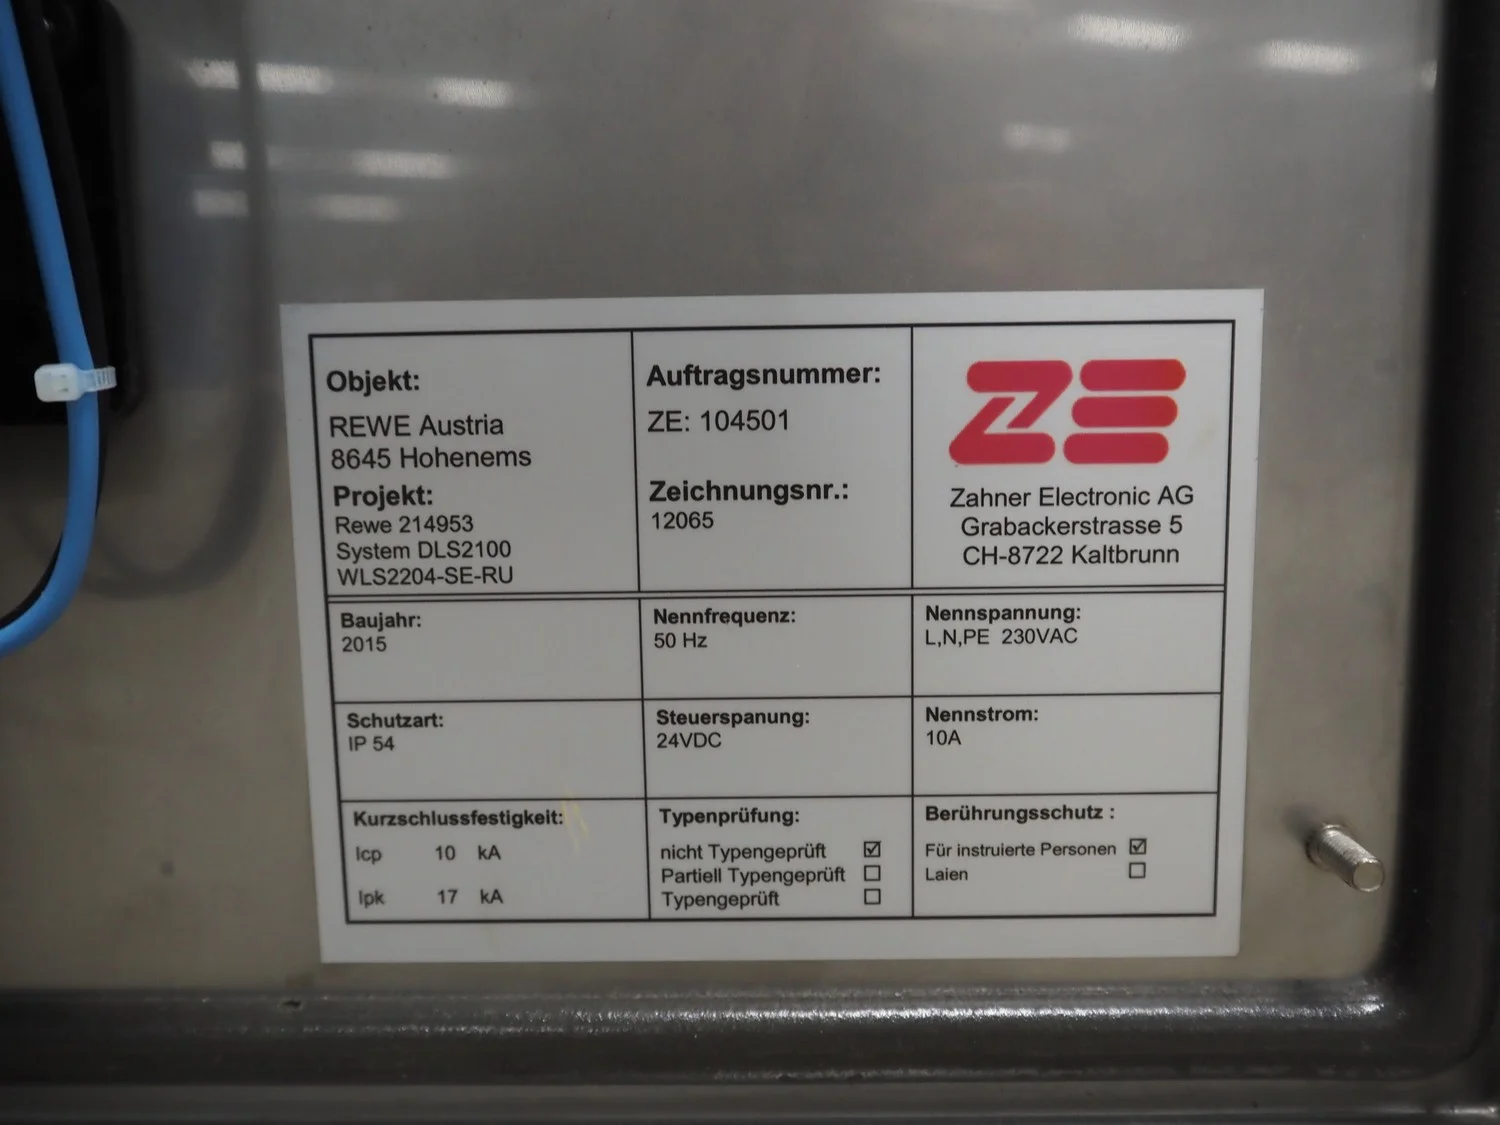 Objekt:
REWE Austria
8645 Hohenems
Projekt:
Rewe 214953
System DLS2100
WLS2204-SE-RU
Auftragsnummer:
ZE: 104501
Zeichnungsnr.:
12065
ZE
Zahner Electronic AG
Grabackerstrasse 5
CH-8722 Kaltbrunn
Baujahr:
2015
Nennfrequenz:
50 Hz
Nennspannung:
L,N,PE 230VAC
Schutzart:
IP 54
Steuerspanung:
24VDC
Nennstrom:
10A
Kurzschlussfestigkeit:
Icp 10 kA
Ipk 17 kA
Typenprüfung:
nicht Typengeprüft ☑
Partiell Typengeprüft ☐
Typengeprüft ☐
Berührungsschutz :
Für instruierte Personen ☑
Laien ☐